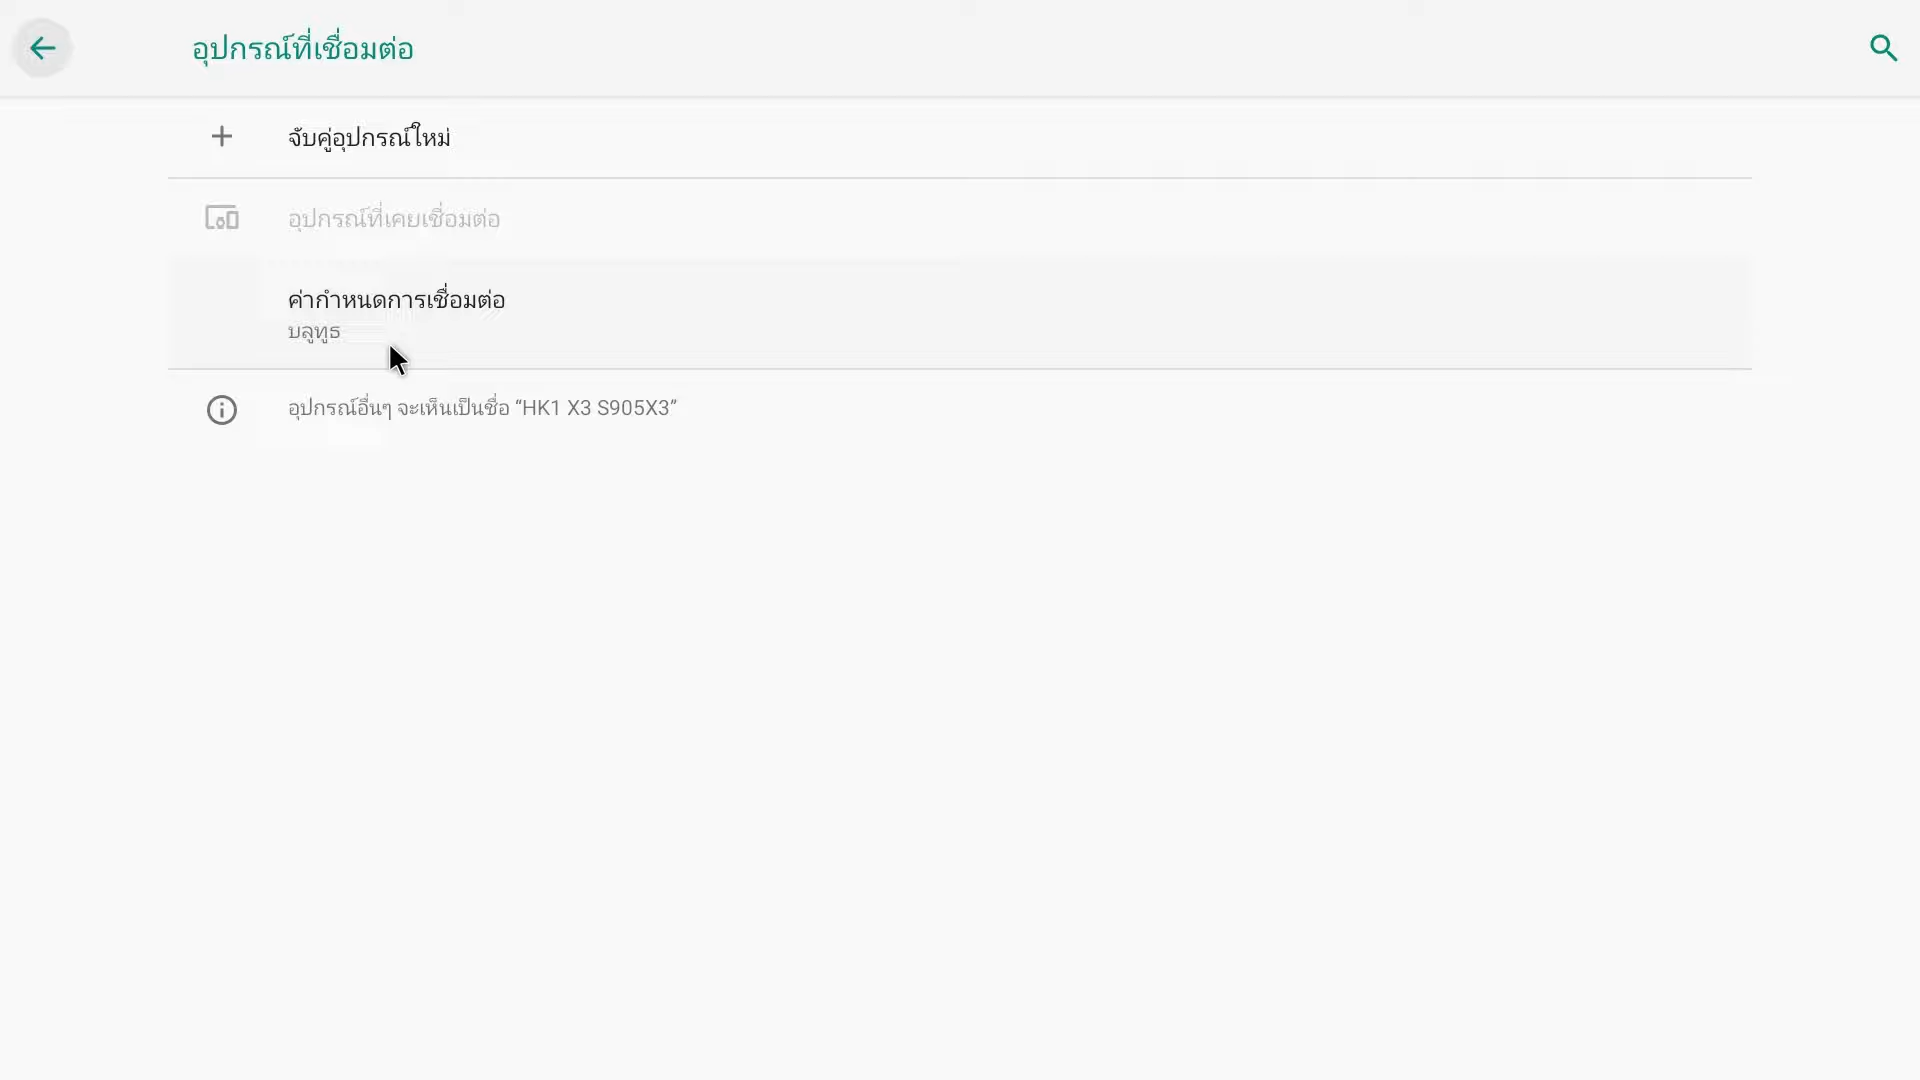 อุปกรณ์ที่เชื่อมต่อ
จับคู่อุปกรณ์ใหม่
อุปกรณ์ที่เคยเชื่อมต่อ
ค่ากำหนดการเชื่อมต่อ
บลูทูธ
อุปกรณ์อื่นๆ จะเห็นเป็นชื่อ “HK1 X3 S905X3”